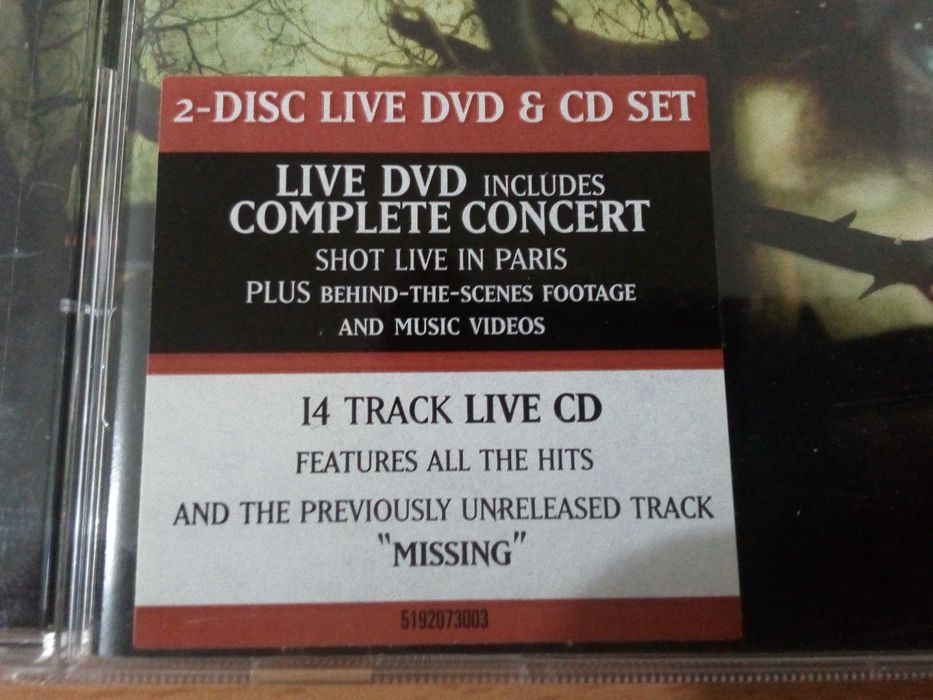 2-DISC LIVE DVD & CD SET
LIVE DVD INCLUDES
COMPLETE CONCERT
SHOT LIVE IN PARIS
PLUS BEHIND-THE-SCENES FOOTAGE
AND MUSIC VIDEOS
14 TRACK LIVE CD
FEATURES ALL THE HITS
AND THE PREVIOUSLY UNRELEASED TRACK
"MISSING"
5192073003